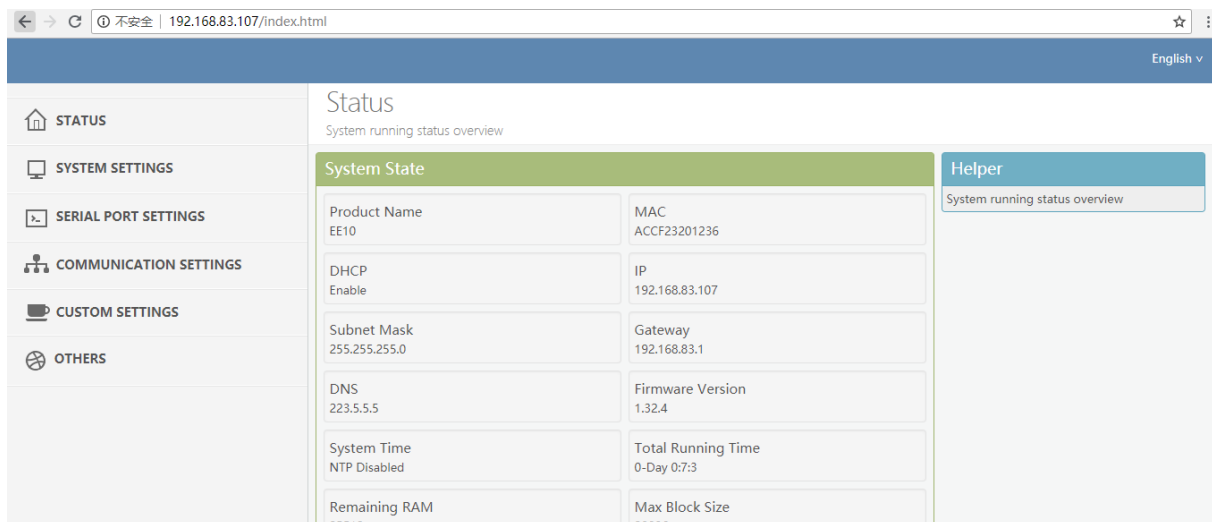 不安全 | 192.168.83.107/index.html
English v
STATUS
SYSTEM SETTINGS
SERIAL PORT SETTINGS
COMMUNICATION SETTINGS
CUSTOM SETTINGS
OTHERS
Status
System running status overview
System State
Product Name
EE10
MAC
ACCF23201236
DHCP
Enable
IP
192.168.83.107
Subnet Mask
255.255.255.0
Gateway
192.168.83.1
DNS
223.5.5.5
Firmware Version
1.32.4
System Time
NTP Disabled
Total Running Time
0-Day 0:7:3
Remaining RAM
Max Block Size
Helper
System running status overview